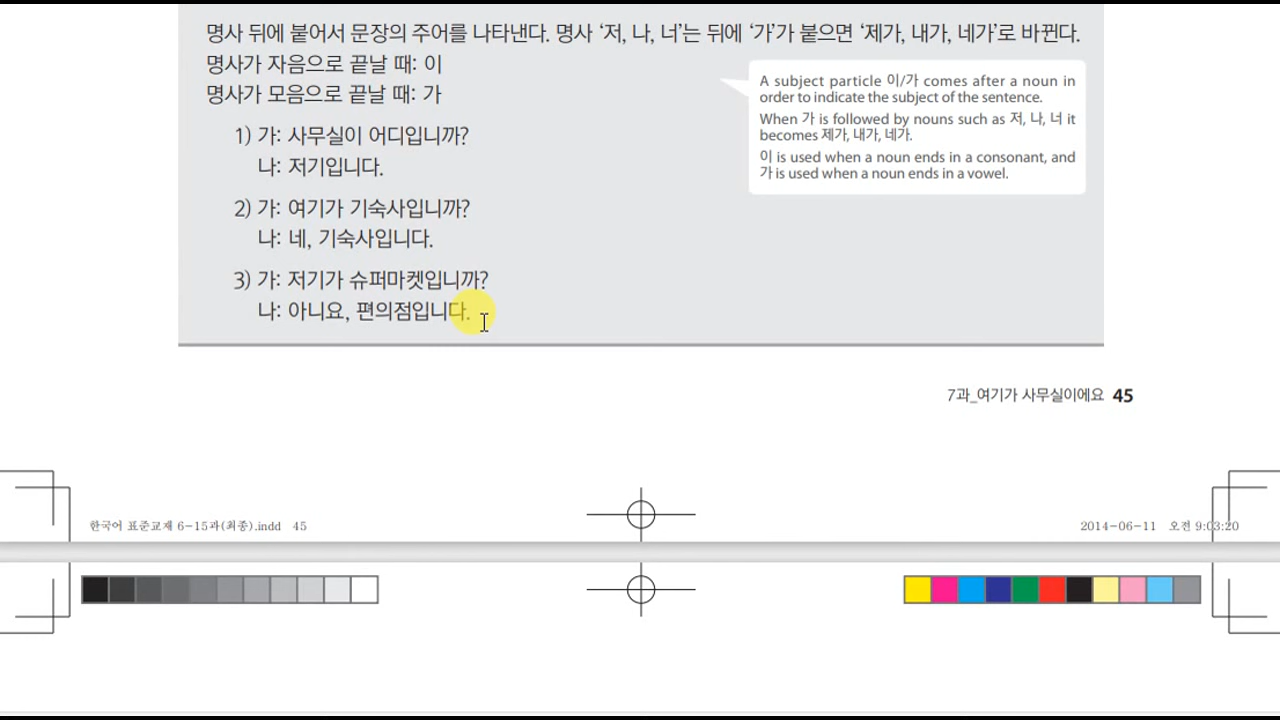 명사 뒤에 붙어서 문장의 주어를 나타낸다. 명사 ‘저, 나, 너’는 뒤에 ‘가’가 붙으면 ‘제가, 내가, 네가’로 바뀐다.
명사가 자음으로 끝날 때: 이
명사가 모음으로 끝날 때: 가
A subject particle 이/가 comes after a noun in
order to indicate the subject of the sentence.
When 가 is followed by nouns such as 저, 나, 너 it
becomes 제가, 내가, 네가.
이 is used when a noun ends in a consonant, and
가 is used when a noun ends in a vowel.
1) 가: 사무실이 어디입니까?
나: 저기입니다.
2) 가: 여기가 기숙사입니까?
나: 네, 기숙사입니다.
3) 가: 저기가 슈퍼마켓입니까?
나: 아니요, 편의점입니다.
7과_여기가 사무실이에요 45
한국어 표준교재 6-15과(최종).indd 45
2014-06-11 오전 9:03:20